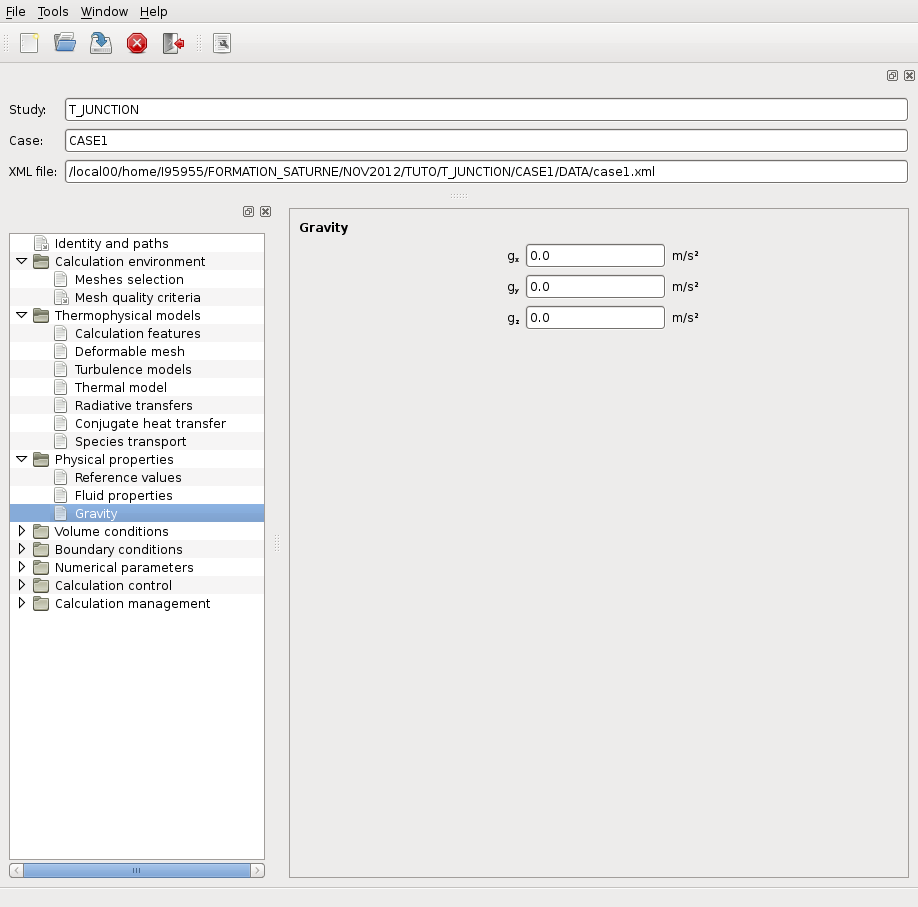 File Tools Window Help
Study: T_JUNCTION
Case: CASE1
XML file: /local00/home/I95955/FORMATION_SATURNE/NOV2012/TUTO/T_JUNCTION/CASE1/DATA/case1.xml
Identity and paths
Calculation environment
Meshes selection
Mesh quality criteria
Thermophysical models
Calculation features
Deformable mesh
Turbulence models
Thermal model
Radiative transfers
Conjugate heat transfer
Species transport
Physical properties
Reference values
Fluid properties
Gravity
Volume conditions
Boundary conditions
Numerical parameters
Calculation control
Calculation management
Gravity
gₓ 0.0 m/s²
gᵧ 0.0 m/s²
g𝓏 0.0 m/s²